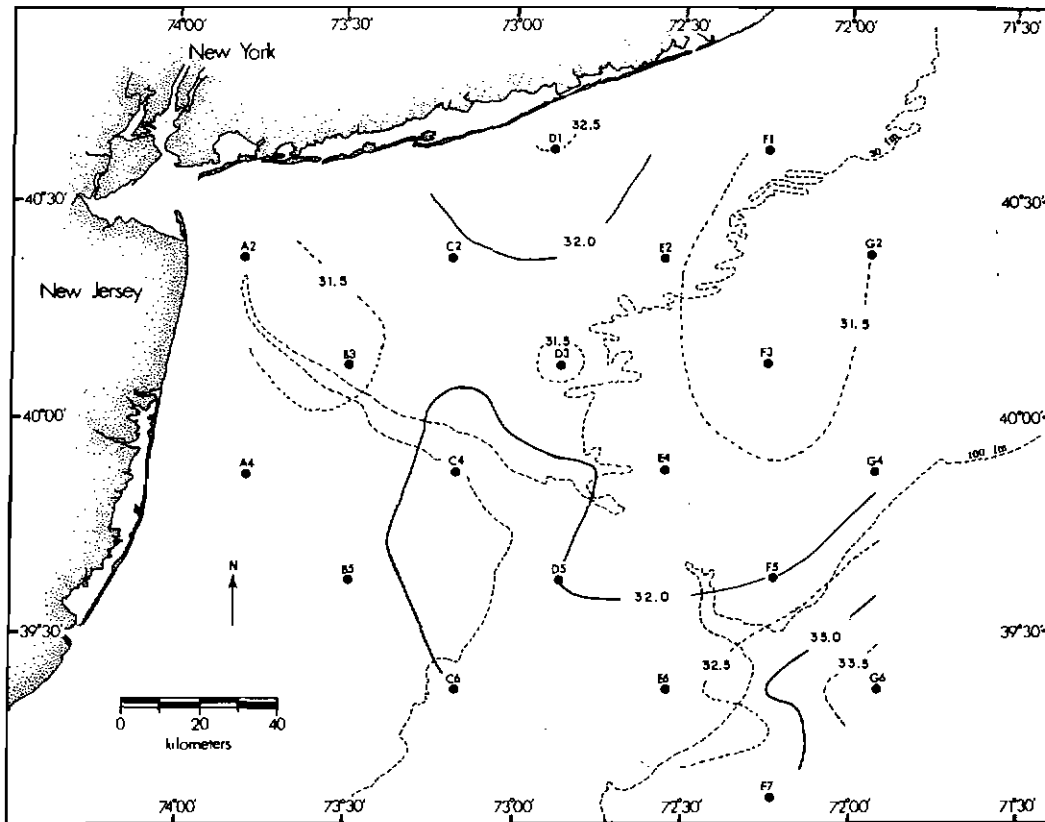 74°00' 73°30' 73°00' 72°30' 72°00' 71°30'
New York
D1 32.5
F1
30 fm
40°30' 40°30'
32.0
A2 C2 E2 G2
31.5
New Jersey
31.5
31.5
B3 D3 F3
40°00' 40°00'
100 fm
A4 C4 E4 G4
N
B5 D5 F5
32.0
39°30' 39°30'
35.0
32.5 33.5
C6 E6 G6
0 20 40
kilometers
F7
74°00' 73°30' 73°00' 72°30' 72°00' 71°30'